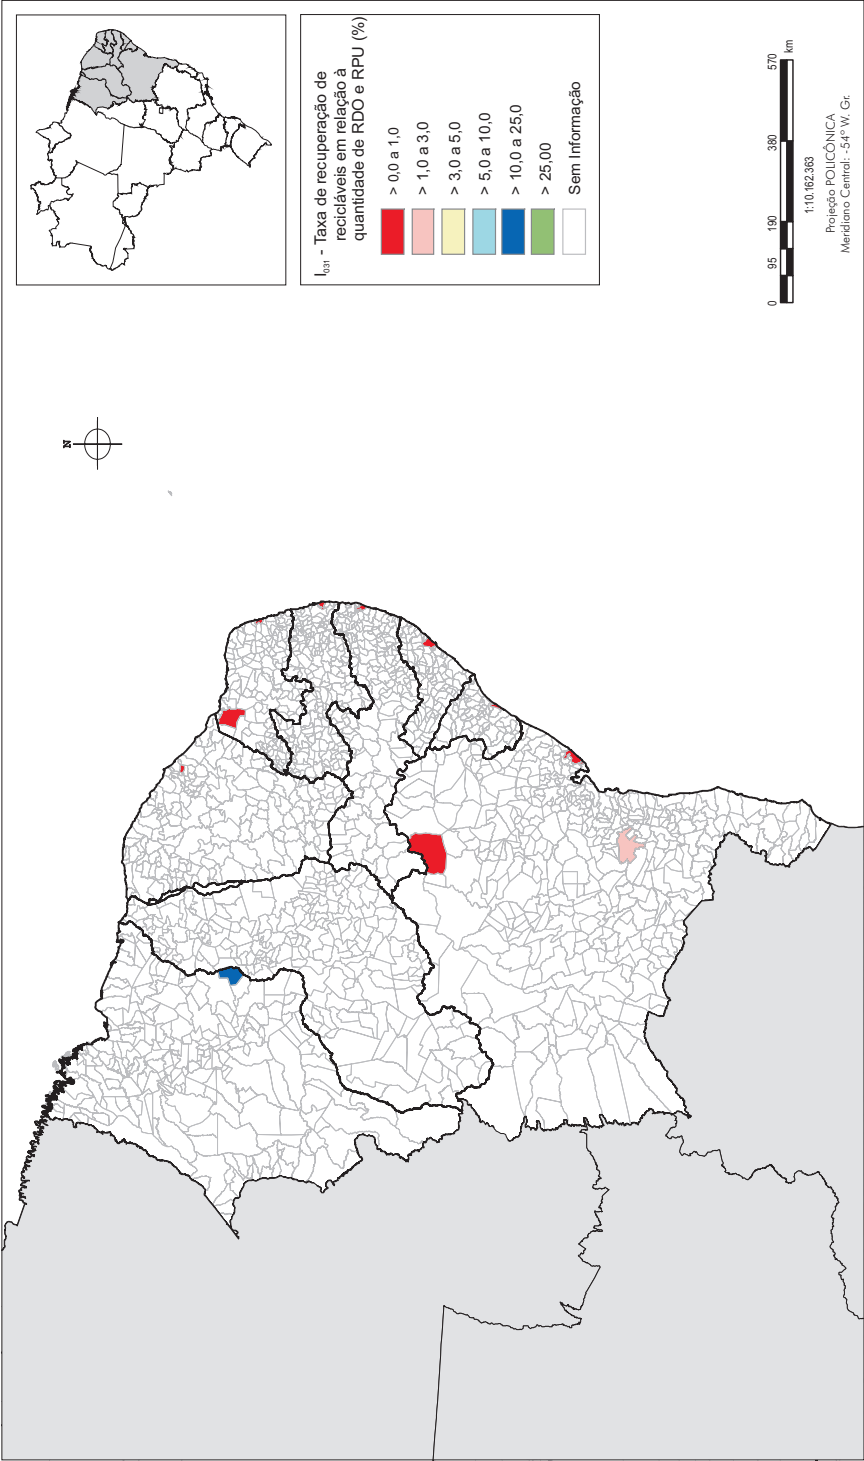 I031 - Taxa de recuperação de
recicláveis em relação à
quantidade de RDO e RPU (%)
> 0,0 a 1,0
> 1,0 a 3,0
> 3,0 a 5,0
> 5,0 a 10,0
> 10,0 a 25,0
> 25,00
Sem Informação
N
0 95 190 380 570
km
1:10.162.363
Projeção POLICÔNICA
Meridiano Central: -54° W. Gr.